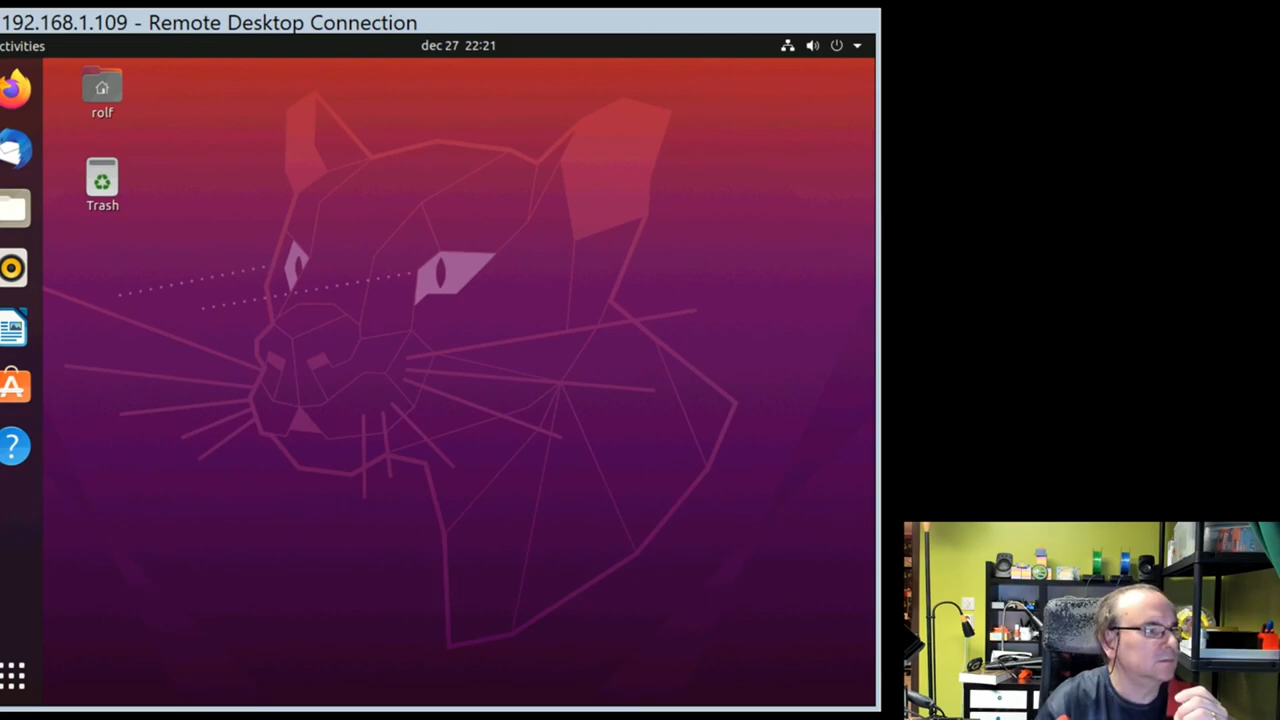 192.168.1.109 - Remote Desktop Connection
ctivities
dec 27 22:21
rolf
Trash
?